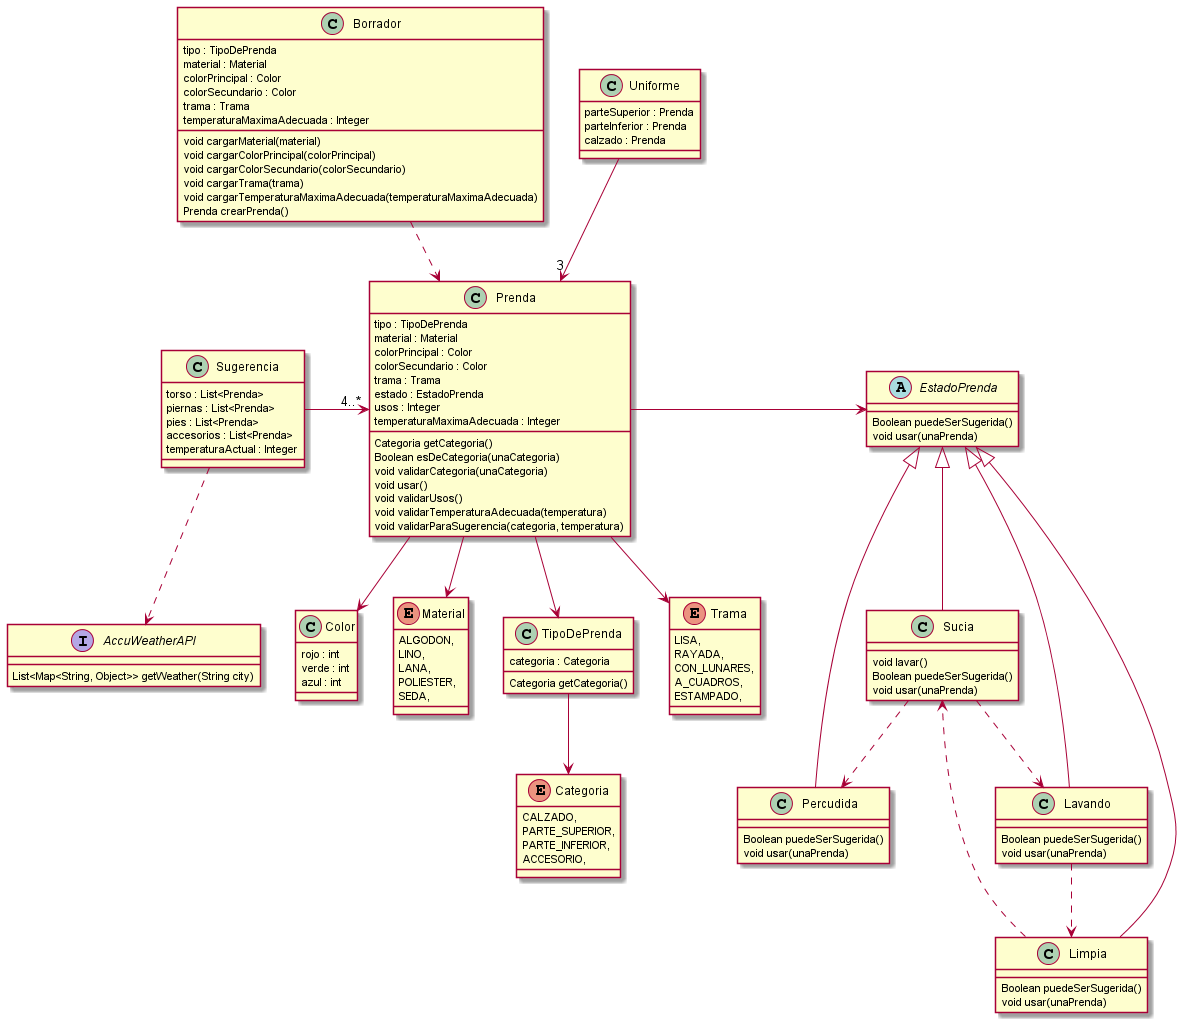 C Borrador
tipo : TipoDePrenda
material : Material
colorPrincipal : Color
colorSecundario : Color
trama : Trama
temperaturaMaximaAdecuada : Integer
void cargarMaterial(material)
void cargarColorPrincipal(colorPrincipal)
void cargarColorSecundario(colorSecundario)
void cargarTrama(trama)
void cargarTemperaturaMaximaAdecuada(temperaturaMaximaAdecuada)
Prenda crearPrenda()
C Uniforme
parteSuperior : Prenda
parteInferior : Prenda
calzado : Prenda
3
C Prenda
tipo : TipoDePrenda
material : Material
colorPrincipal : Color
colorSecundario : Color
trama : Trama
estado : EstadoPrenda
usos : Integer
temperaturaMaximaAdecuada : Integer
Categoria getCategoria()
Boolean esDeCategoria(unaCategoria)
void validarCategoria(unaCategoria)
void usar()
void validarUsos()
void validarTemperaturaAdecuada(temperatura)
void validarParaSugerencia(categoria, temperatura)
C Sugerencia
torso : List<Prenda>
piernas : List<Prenda>
pies : List<Prenda>
accesorios : List<Prenda>
temperaturaActual : Integer
4..*
A EstadoPrenda
Boolean puedeSerSugerida()
void usar(unaPrenda)
I AccuWeatherAPI
List<Map<String, Object>> getWeather(String city)
C Color
rojo : int
verde : int
azul : int
E Material
ALGODON,
LINO,
LANA,
POLIESTER,
SEDA,
C TipoDePrenda
categoria : Categoria
Categoria getCategoria()
E Trama
LISA,
RAYADA,
CON_LUNARES,
A_CUADROS,
ESTAMPADO,
C Sucia
void lavar()
Boolean puedeSerSugerida()
void usar(unaPrenda)
E Categoria
CALZADO,
PARTE_SUPERIOR,
PARTE_INFERIOR,
ACCESORIO,
C Percudida
Boolean puedeSerSugerida()
void usar(unaPrenda)
C Lavando
Boolean puedeSerSugerida()
void usar(unaPrenda)
C Limpia
Boolean puedeSerSugerida()
void usar(unaPrenda)